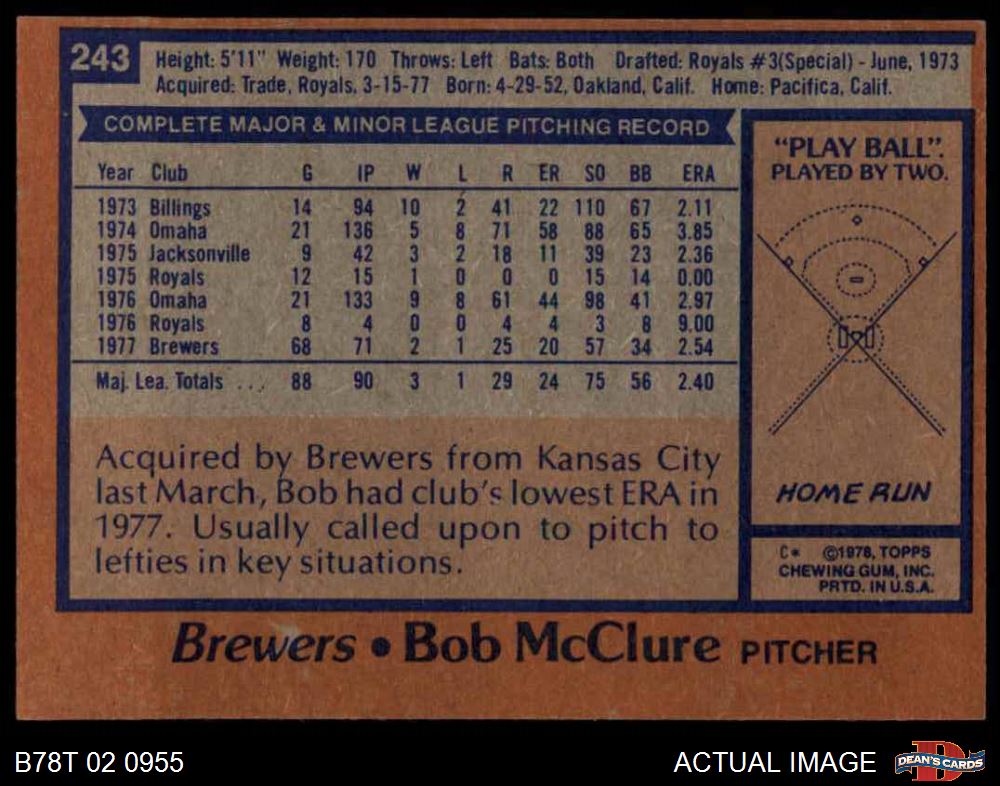 243
Height: 5'11" Weight: 170 Throws: Left Bats: Both Drafted: Royals #3(Special) - June, 1973
Acquired: Trade, Royals, 3-15-77 Born: 4-29-52, Oakland, Calif. Home: Pacifica, Calif.
COMPLETE MAJOR & MINOR LEAGUE PITCHING RECORD
Year Club G IP W L R ER SO BB ERA
1973 Billings 14 94 10 2 41 22 110 67 2.11
1974 Omaha 21 136 5 8 71 58 88 65 3.85
1975 Jacksonville 9 42 3 2 18 11 39 23 2.36
1975 Royals 12 15 1 0 0 0 15 14 0.00
1976 Omaha 21 133 9 8 61 44 98 41 2.97
1976 Royals 8 4 0 0 4 4 3 8 9.00
1977 Brewers 68 71 2 1 25 20 57 34 2.54
Maj. Lea. Totals ... 88 90 3 1 29 24 75 56 2.40
Acquired by Brewers from Kansas City
last March, Bob had club's lowest ERA in
1977. Usually called upon to pitch to
lefties in key situations.
"PLAY BALL".
PLAYED BY TWO.
HOME RUN
C* ©1978, TOPPS
CHEWING GUM, INC.
PRTD. IN U.S.A.
Brewers • Bob McClure PITCHER
B78T 02 0955
ACTUAL IMAGE
D
DEAN'S CARDS